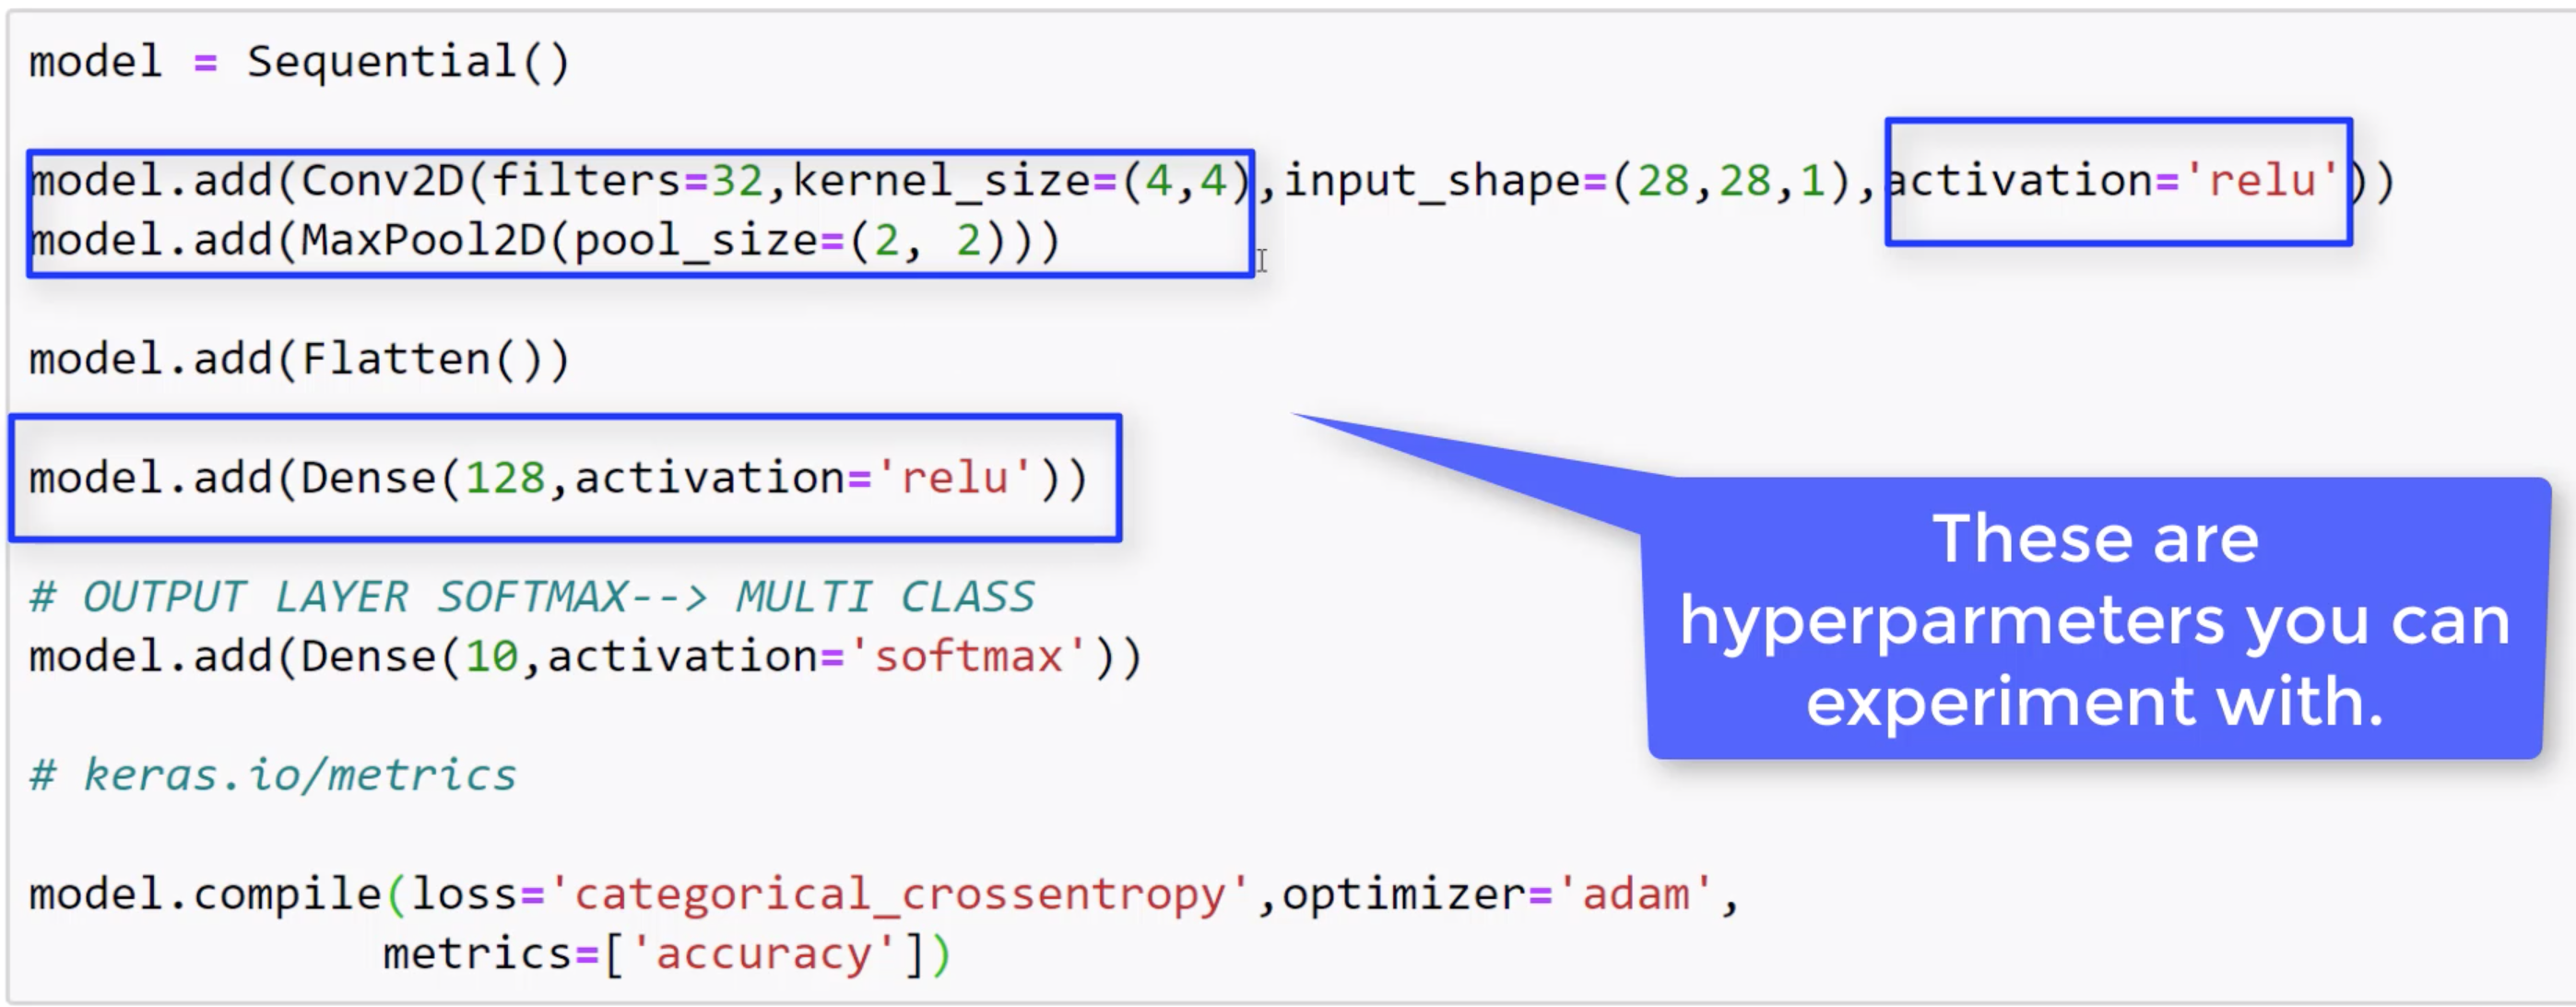 model = Sequential()
model.add(Conv2D(filters=32,kernel_size=(4,4),input_shape=(28,28,1),activation='relu'))
model.add(MaxPool2D(pool_size=(2, 2)))
model.add(Flatten())
model.add(Dense(128,activation='relu'))
# OUTPUT LAYER SOFTMAX--> MULTI CLASS
model.add(Dense(10,activation='softmax'))
# keras.io/metrics
model.compile(loss='categorical_crossentropy',optimizer='adam',
metrics=['accuracy'])
These are
hyperparmeters you can
experiment with.